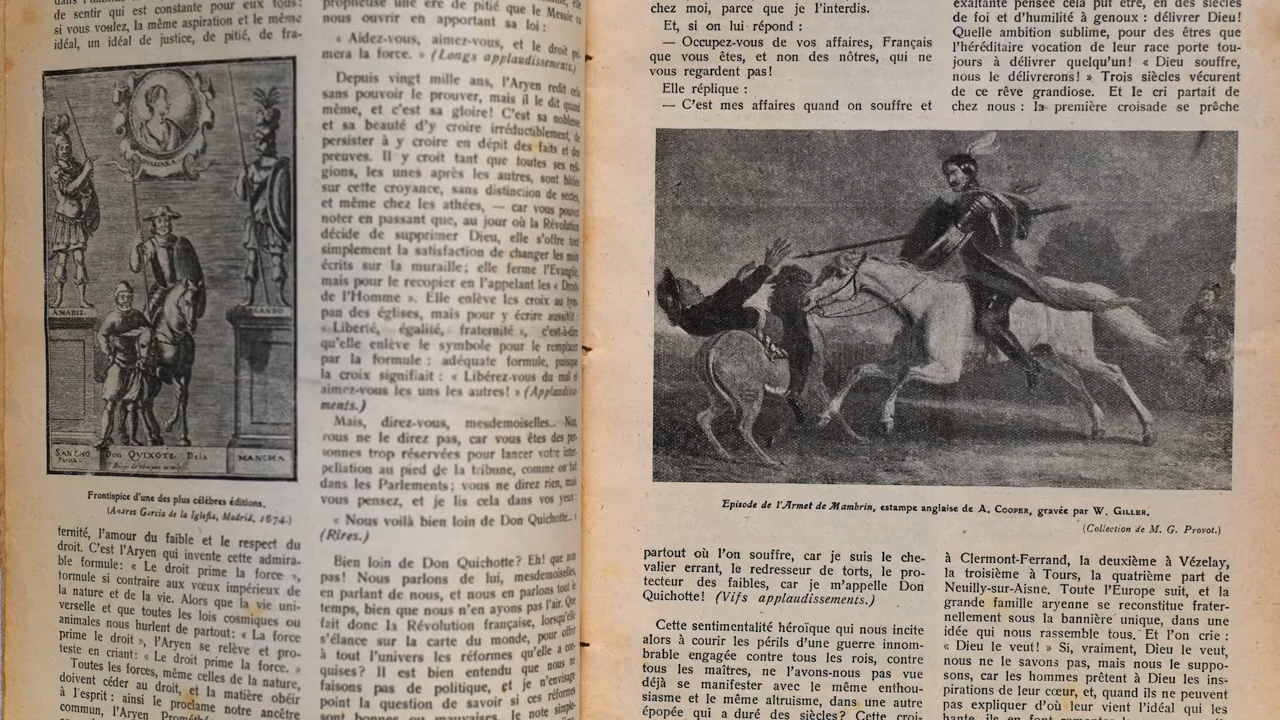 de sentir qui est constante pour eux tous:
si vous voulez, la même aspiration et le même
idéal, un idéal de justice, de pitié, de fra-
DULCINEA
AMADIS
SANCHO
Don QUIXOTE Dela
MANCHA
Frontispice d'une des plus célèbres éditions.
(Andres Garcia de la Iglesia, Madrid, 1674.)
ternité, l'amour du faible et le respect du
droit. C'est l'Aryen qui invente cette admira-
ble formule: « Le droit prime la force »,
formule si contraire aux vœux impérieux de
la nature et de la vie. Alors que la vie uni-
verselle et que toutes les lois cosmiques ou
animales nous hurlent de partout: « La force
prime le droit », l'Aryen se relève et pro-
teste en criant: « Le droit prime la force. »
Toutes les forces, même celles de la nature,
doivent céder au droit, et la matière obéir
à l'esprit: ainsi le proclame notre ancêtre
commun, l'Aryen
nous ouvrir en apportant sa loi:
« Aidez-vous, aimez-vous, et le droit pri-
mera la force. » (Longs applaudissements.)
Depuis vingt mille ans, l'Aryen redit cela
sans pouvoir le prouver, mais il le dit quand
même, et c'est sa gloire! C'est sa noblesse
et sa beauté d'y croire irréductiblement, de
persister à y croire en dépit des faits et des
preuves. Il y croit tant que toutes ses reli-
gions, les unes après les autres, sont bâties
sur cette croyance, sans distinction de sectes,
et même chez les athées, — car vous pouvez
noter en passant que, au jour où la Révolution
décide de supprimer Dieu, elle s'offre tout
simplement la satisfaction de changer les mots
écrits sur la muraille; elle ferme l'Evangile,
mais pour le recopier en l'appelant les « Droits
de l'Homme ». Elle enlève les croix au tym-
pan des églises, mais pour y écrire aussitôt:
« Liberté, égalité, fraternité », c'est-à-dire
qu'elle enlève le symbole pour le remplacer
par la formule: adéquate formule, puisque
la croix signifiait: « Libérez-vous du mal et
aimez-vous les uns les autres! » (Applaudisse-
ments.)
Mais, direz-vous, mesdemoiselles... Non,
vous ne le direz pas, car vous êtes des per-
sonnes trop réservées pour lancer votre inter-
pellation au pied de la tribune, comme on fait
dans les Parlements; vous ne direz rien, mais
vous pensez, et je lis cela dans vos yeux:
« Nous voilà bien loin de Don Quichotte...!
(Rires.)
Bien loin de Don Quichotte? Eh! que non
pas! Nous parlons de lui, mesdemoiselles,
en parlant de nous, et nous en parlons tout le
temps, bien que nous n'en ayons pas l'air. Que
fait donc la Révolution française, lorsqu'elle
s'élance sur la carte du monde, pour offrir
à tout l'univers les réformes qu'elle a con-
quises? Il est bien entendu que nous ne
faisons pas de politique, et je n'envisage
point la question de savoir si ces réformes
sont bonnes ou mauvaises. Je note simple-
chez moi, parce que je l'interdis.
Et, si on lui répond:
— Occupez-vous de vos affaires, Français
que vous êtes, et non des nôtres, qui ne
vous regardent pas!
Elle réplique:
— C'est mes affaires quand on souffre et
exaltante pensée cela put être, en des siècles
de foi et d'humilité à genoux: délivrer Dieu!
Quelle ambition sublime, pour des êtres que
l'héréditaire vocation de leur race porte tou-
jours à délivrer quelqu'un! « Dieu souffre,
nous le délivrerons! » Trois siècles vécurent
de ce rêve grandiose. Et le cri partait de
chez nous: la première croisade se prêche
Episode de l'Armet de Mambrin, estampe anglaise de A. COOPER, gravée par W. GILLER.
(Collection de M. G. Provot.)
partout où l'on souffre, car je suis le che-
valier errant, le redresseur de torts, le pro-
tecteur des faibles, car je m'appelle Don
Quichotte! (Vifs applaudissements.)
Cette sentimentalité héroïque qui nous incite
alors à courir les périls d'une guerre innom-
brable engagée contre tous les rois, contre
tous les maîtres, ne l'avons-nous pas vue
déjà se manifester avec le même enthou-
siasme et le même altruisme, dans une autre
épopée qui a duré des siècles? Cette croi-
à Clermont-Ferrand, la deuxième à Vézelay,
la troisième à Tours, la quatrième part de
Neuilly-sur-Aisne. Toute l'Europe suit, et la
grande famille aryenne se reconstitue frater-
nellement sous la bannière unique, dans une
idée qui nous rassemble tous. Et l'on crie:
« Dieu le veut! » Si, vraiment, Dieu le veut,
nous ne le savons pas, mais nous le suppo-
sons, car les hommes prêtent à Dieu les ins-
pirations de leur cœur, et, quand ils ne peuvent
pas expliquer d'où leur vient l'idéal qui les